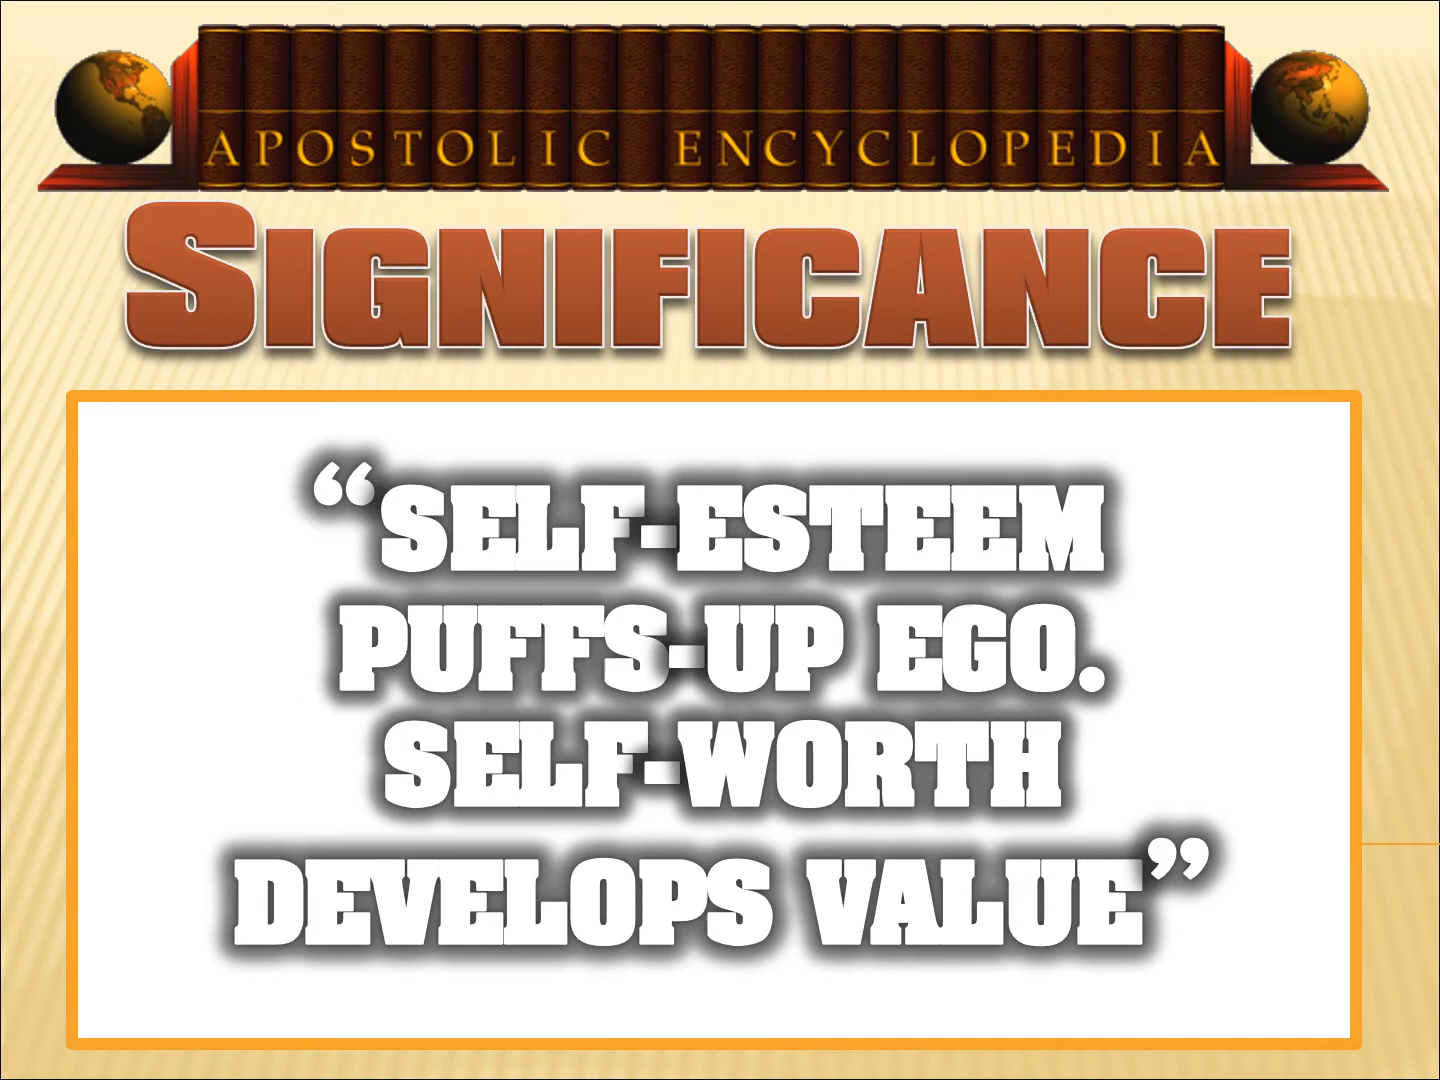 APOSTOLIC ENCYCLOPEDIA
SIGNIFICANCE
“SELF-ESTEEM
PUFFS-UP EGO.
SELF-WORTH
DEVELOPS VALUE”